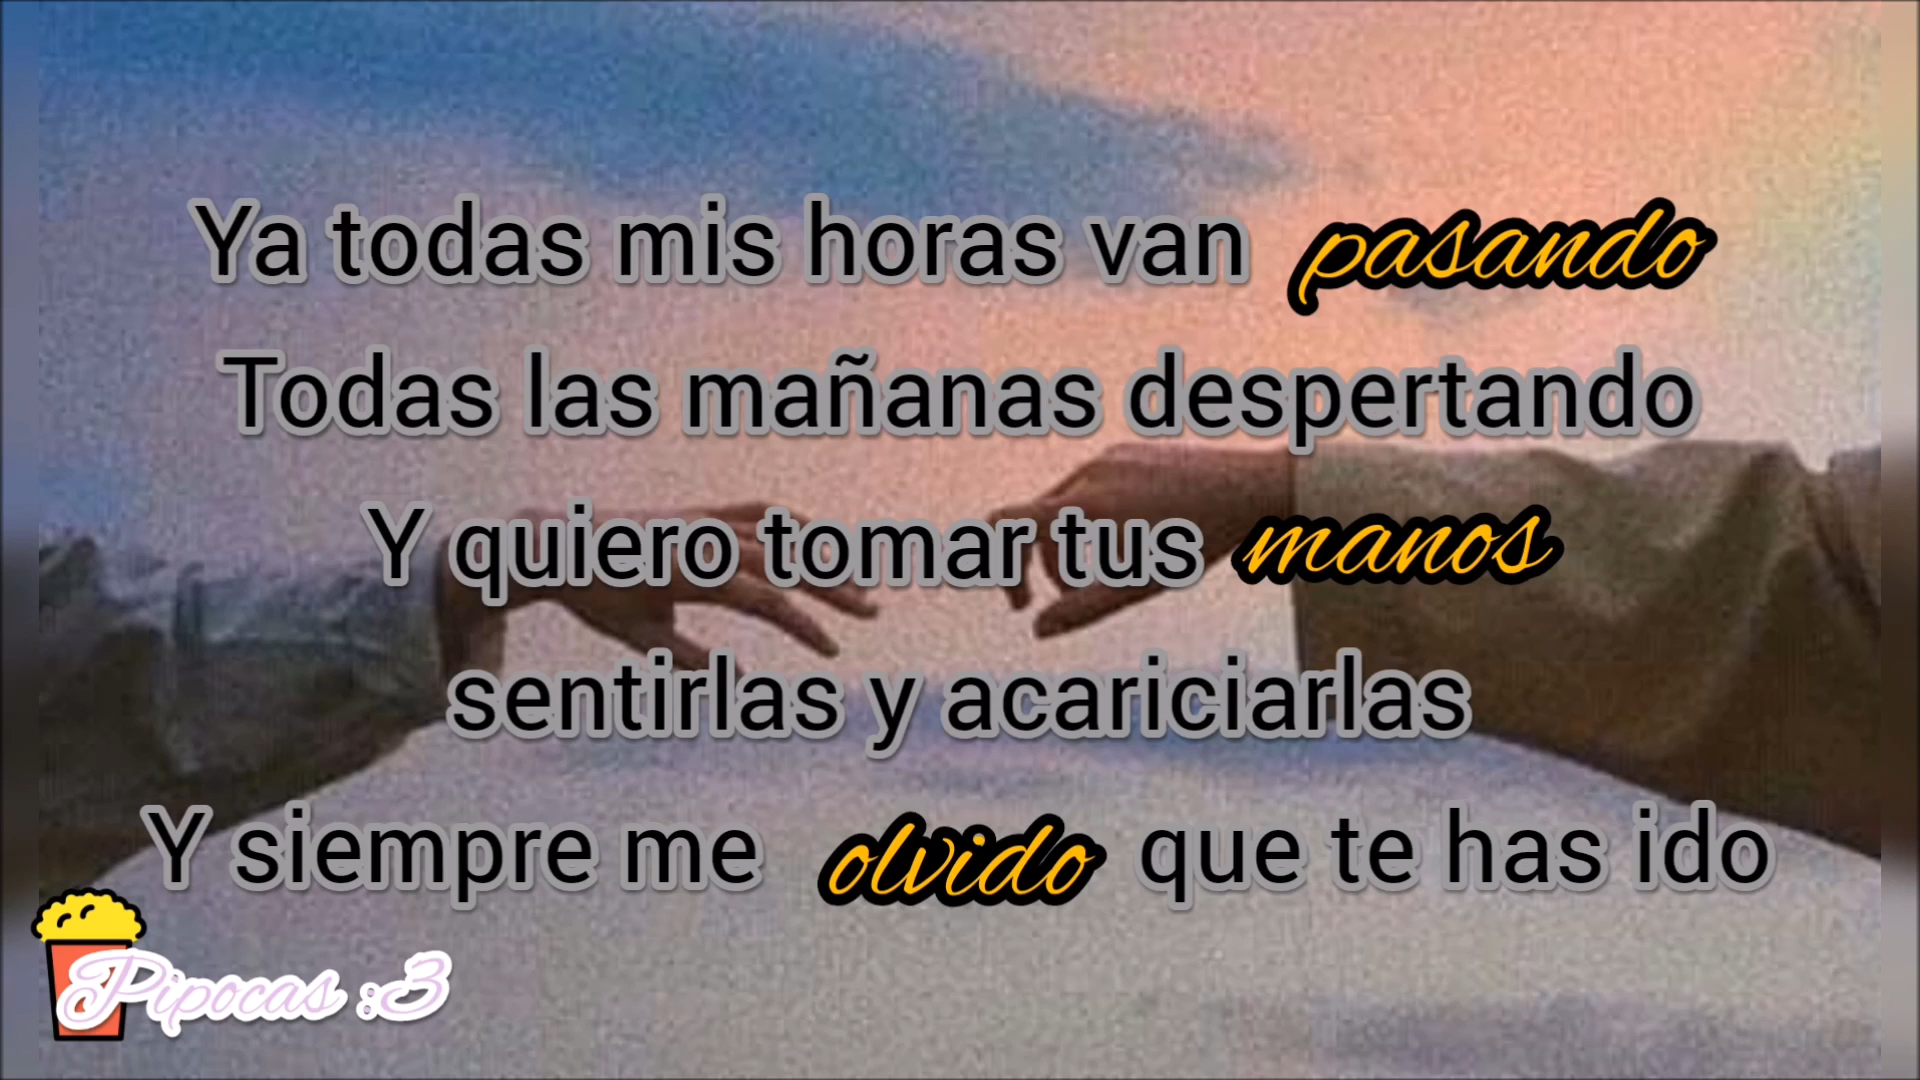 Ya todas mis horas van pasando
Todas las mañanas despertando
Y quiero tomar tus manos
sentirlas y acariciarlas
Y siempre me olvido que te has ido
Pipocas :3